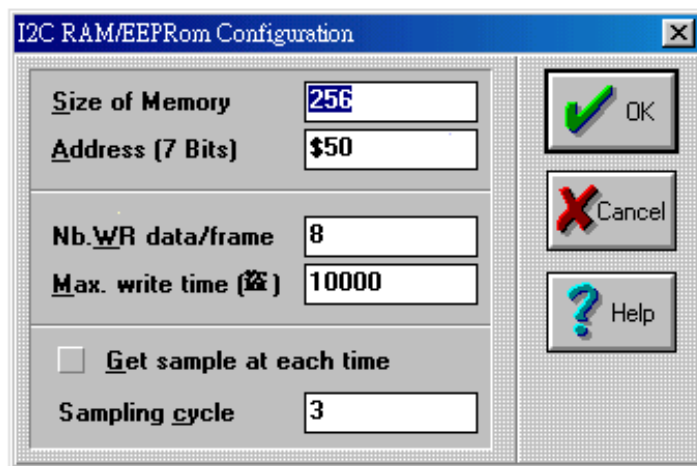 I2C RAM/EEPRom Configuration
Size of Memory 256
Address (7 Bits) $50
Nb.WR data/frame 8
Max. write time ( ) 10000
Get sample at each time
Sampling cycle 3
OK
Cancel
Help